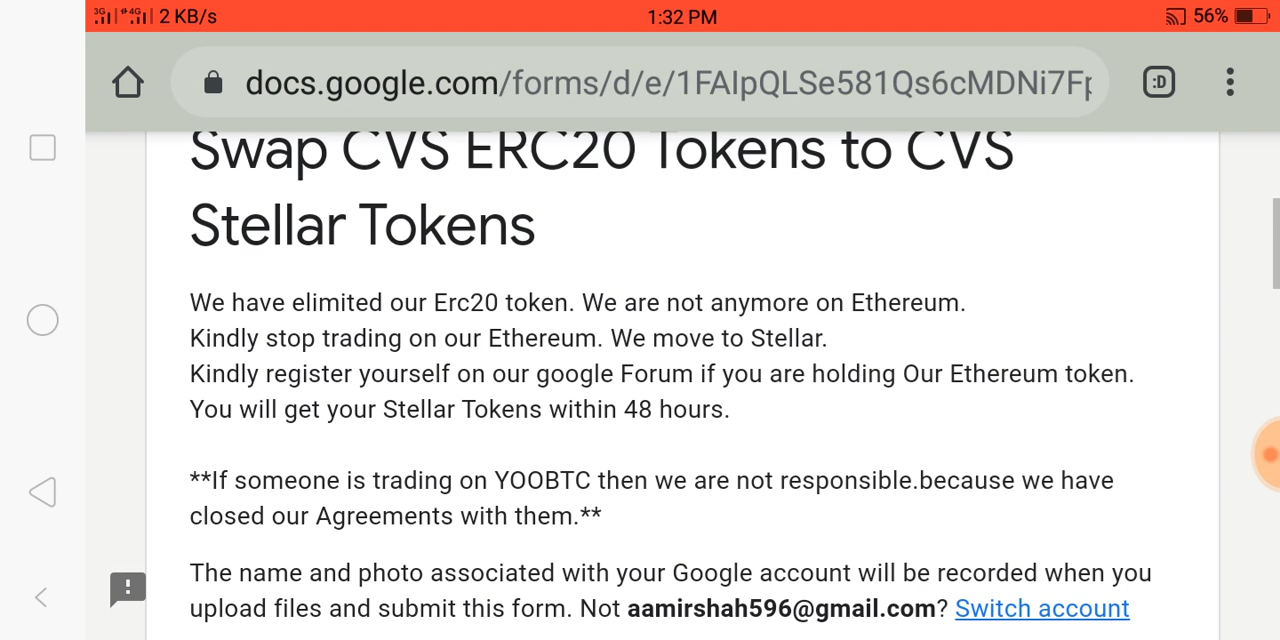 3G 4G 2 KB/s 1:32 PM 56%
docs.google.com/forms/d/e/1FAIpQLSe581Qs6cMDNi7Fp
:D
Swap CVS ERC20 Tokens to CVS
Stellar Tokens
We have elimited our Erc20 token. We are not anymore on Ethereum.
Kindly stop trading on our Ethereum. We move to Stellar.
Kindly register yourself on our google Forum if you are holding Our Ethereum token.
You will get your Stellar Tokens within 48 hours.
**If someone is trading on YOOBTC then we are not responsible.because we have
closed our Agreements with them.**
The name and photo associated with your Google account will be recorded when you
upload files and submit this form. Not aamirshah596@gmail.com? Switch account